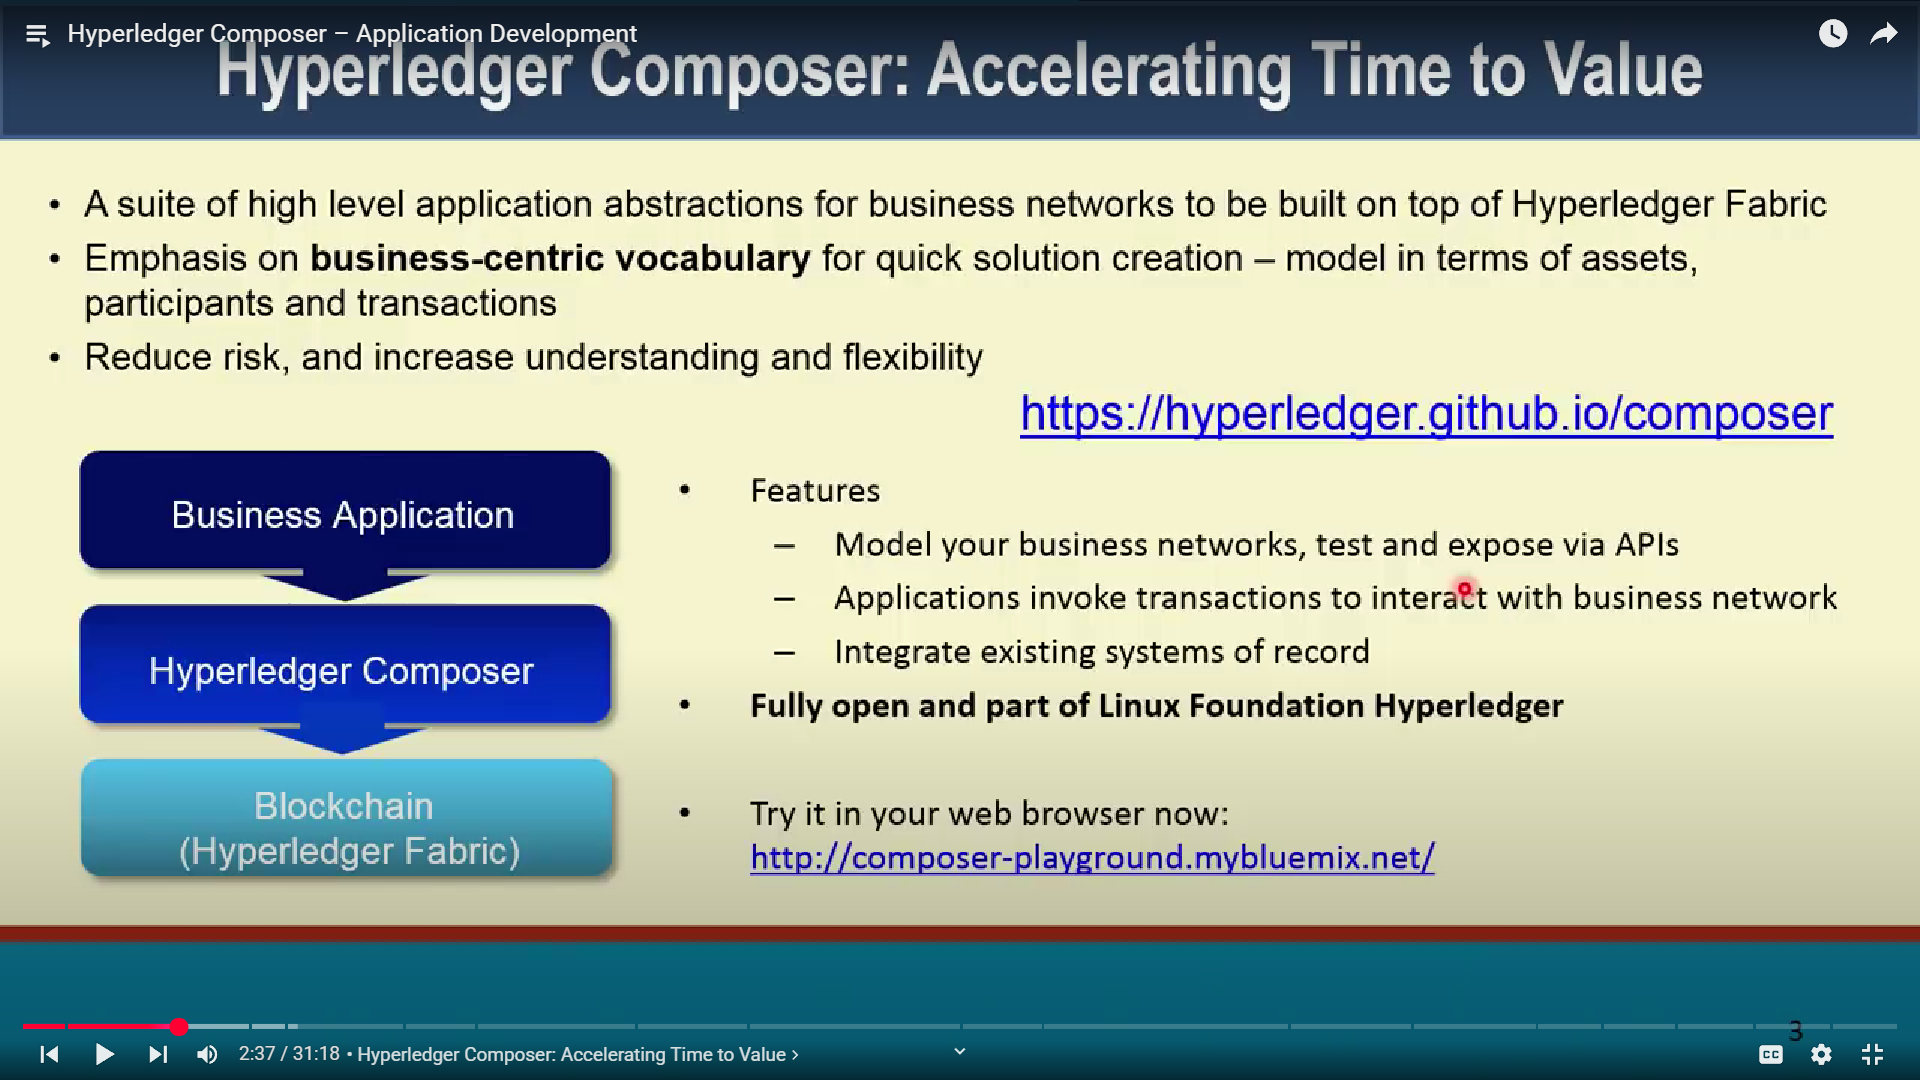 Hyperledger Composer – Application Development
Hyperledger Composer: Accelerating Time to Value
• A suite of high level application abstractions for business networks to be built on top of Hyperledger Fabric
• Emphasis on business-centric vocabulary for quick solution creation – model in terms of assets,
participants and transactions
• Reduce risk, and increase understanding and flexibility
https://hyperledger.github.io/composer
Business Application
Hyperledger Composer
Blockchain
(Hyperledger Fabric)
• Features
– Model your business networks, test and expose via APIs
– Applications invoke transactions to interact with business network
– Integrate existing systems of record
• Fully open and part of Linux Foundation Hyperledger
• Try it in your web browser now:
http://composer-playground.mybluemix.net/
3
2:37 / 31:18 • Hyperledger Composer: Accelerating Time to Value ›
CC